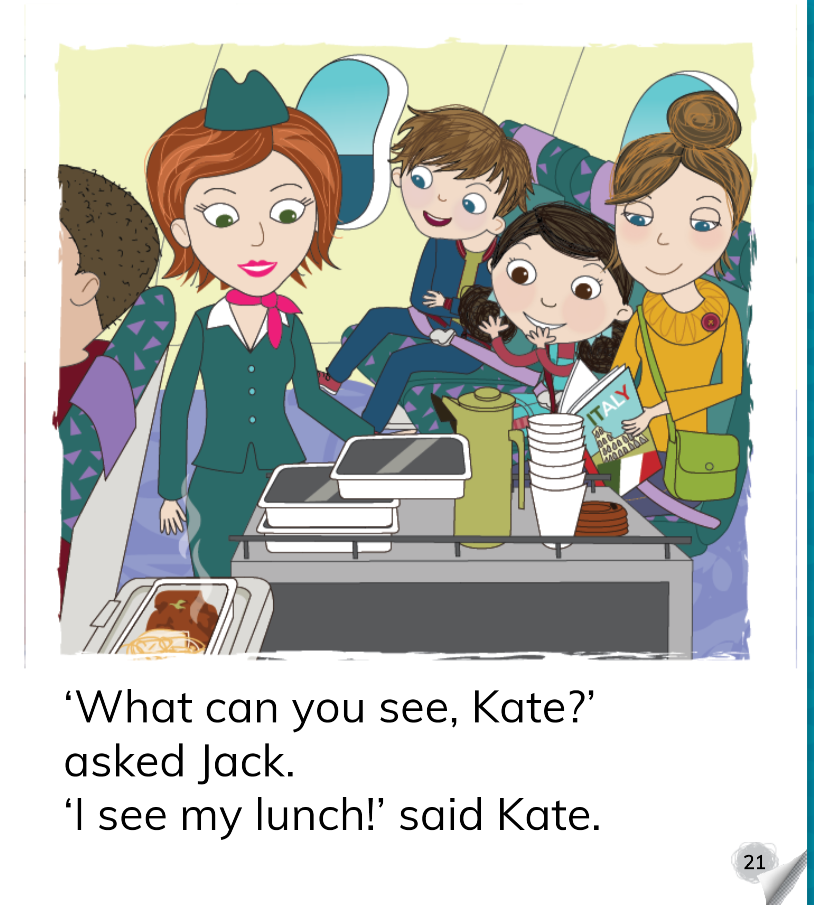 ITALY
‘What can you see, Kate?’
asked Jack.
‘I see my lunch!’ said Kate.
21